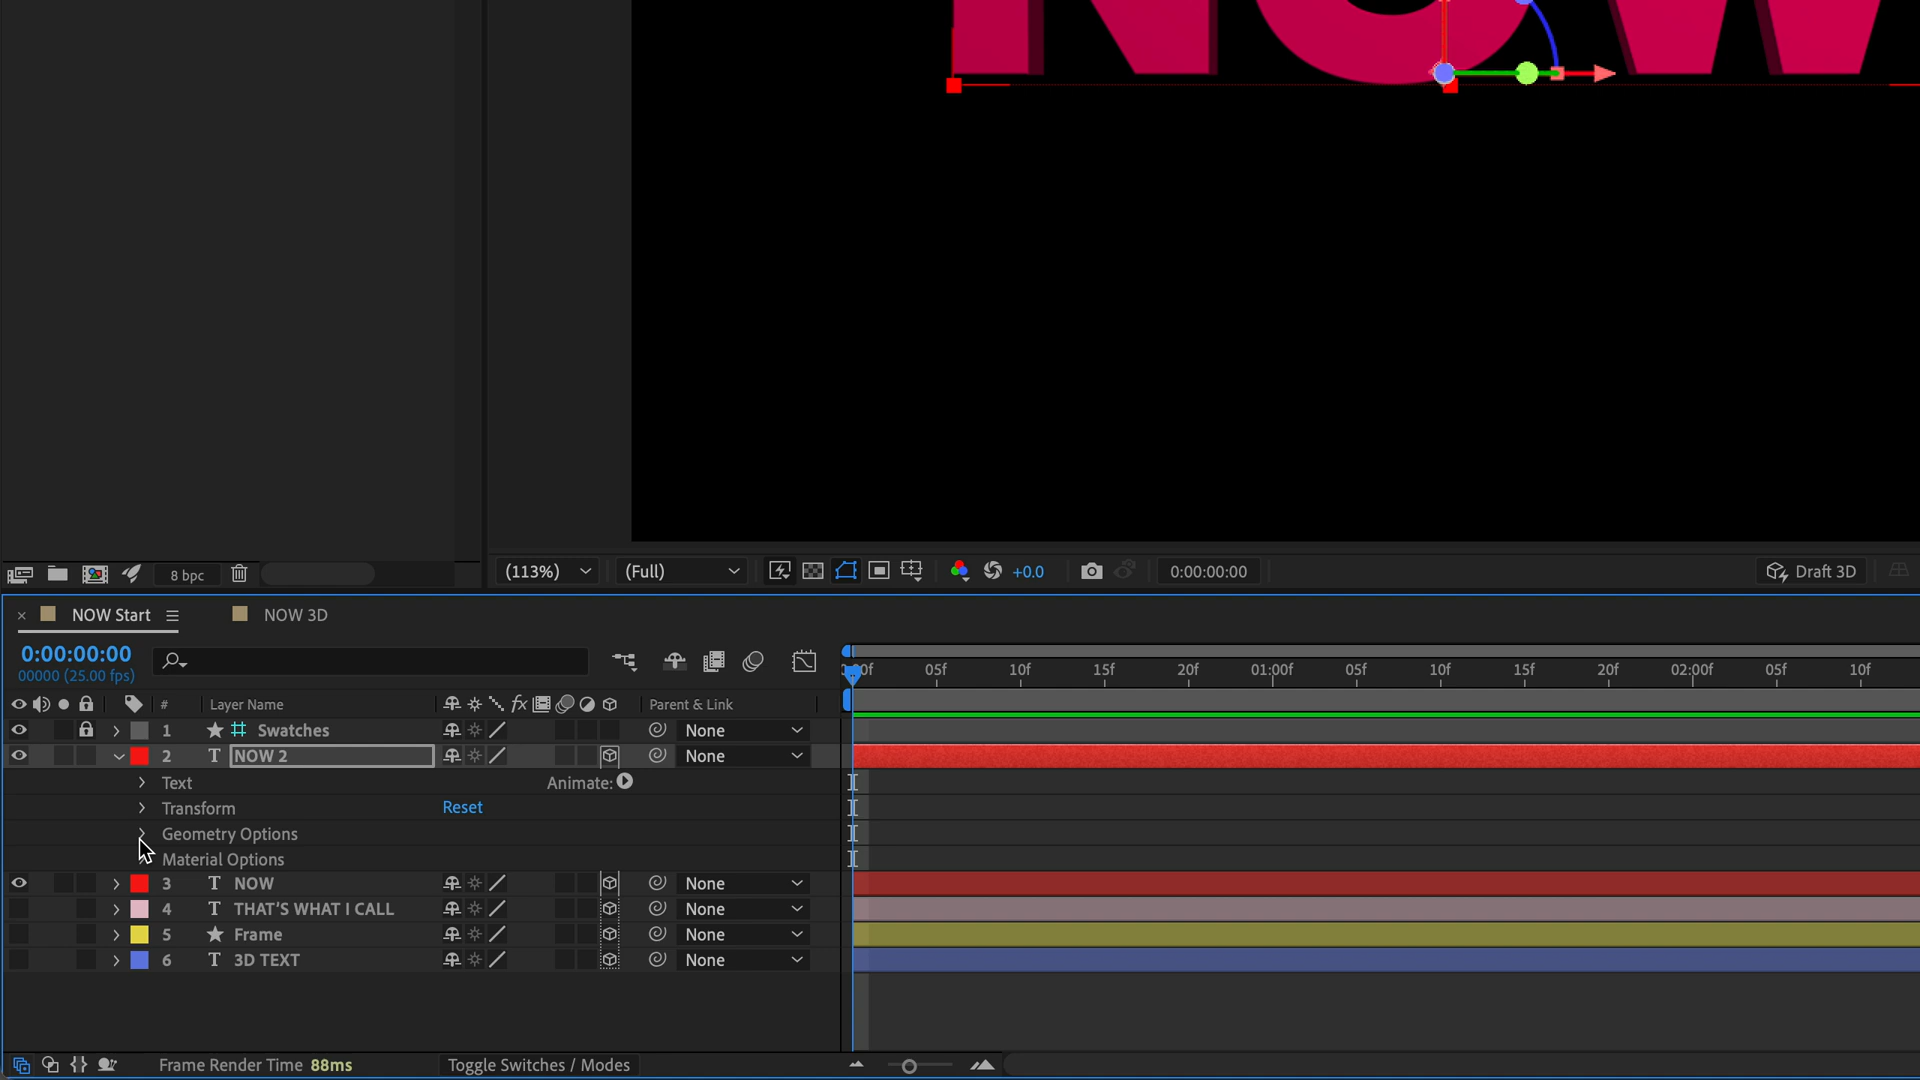 NOW
8 bpc
(113%)
(Full)
+0.0
0:00:00:00
Draft 3D
NOW Start
NOW 3D
0:00:00:00
00000 (25.00 fps)
05f 10f 15f 20f 01:00f 05f 10f 15f 20f 02:00f 05f 10f
# Layer Name fx Parent & Link
1 Swatches None
2 T NOW 2 None
Text Animate:
Transform Reset
Geometry Options
Material Options
3 T NOW None
4 T THAT'S WHAT I CALL None
5 Frame None
6 T 3D TEXT None
Frame Render Time 88ms
Toggle Switches / Modes